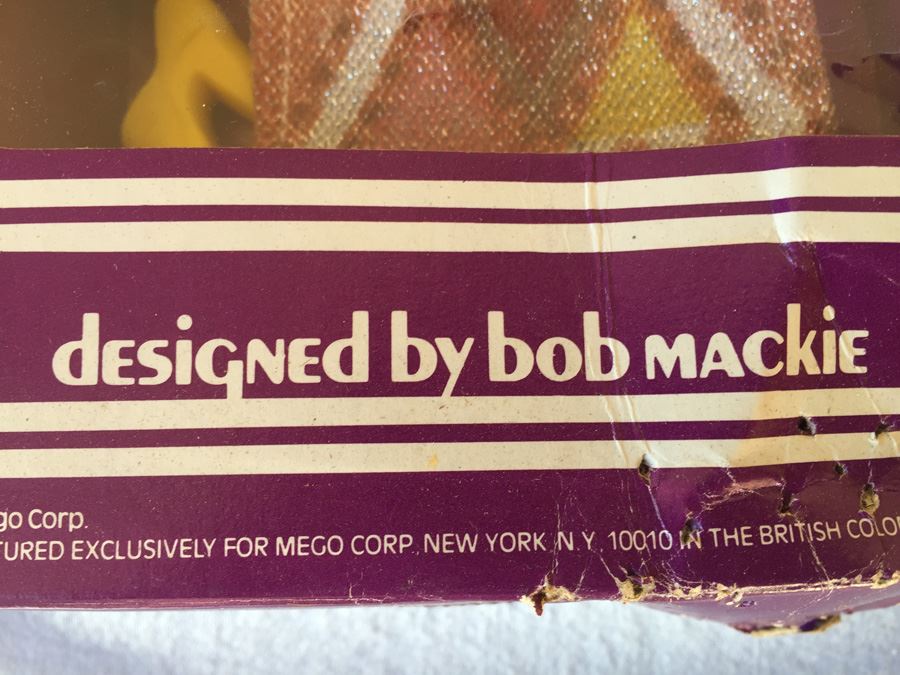 designed by bob mackie
go Corp.
TURED EXCLUSIVELY FOR MEGO CORP. NEW YORK N.Y. 10010 IN THE BRITISH COLO